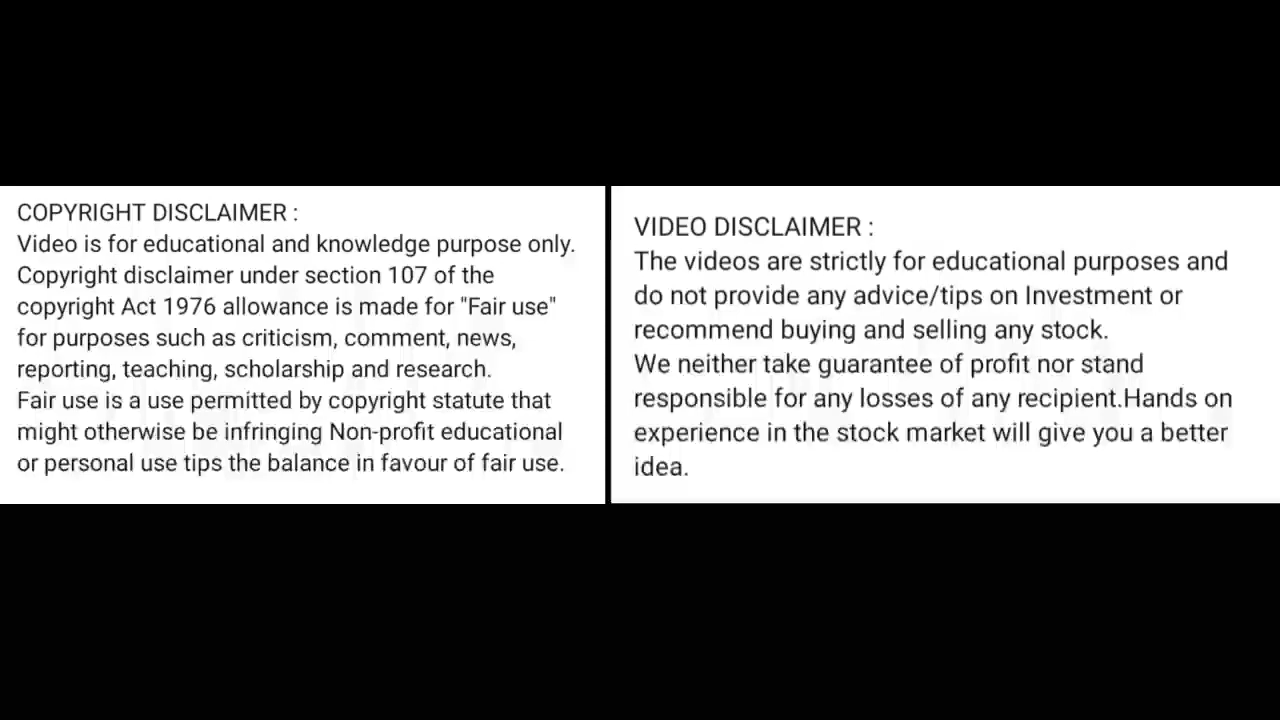 COPYRIGHT DISCLAIMER :
Video is for educational and knowledge purpose only.
Copyright disclaimer under section 107 of the
copyright Act 1976 allowance is made for "Fair use"
for purposes such as criticism, comment, news,
reporting, teaching, scholarship and research.
Fair use is a use permitted by copyright statute that
might otherwise be infringing Non-profit educational
or personal use tips the balance in favour of fair use.
VIDEO DISCLAIMER :
The videos are strictly for educational purposes and
do not provide any advice/tips on Investment or
recommend buying and selling any stock.
We neither take guarantee of profit nor stand
responsible for any losses of any recipient.Hands on
experience in the stock market will give you a better
idea.